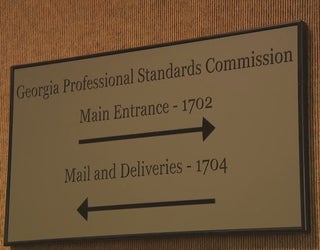 Georgia Professional Standards Commission
Main Entrance - 1702
Mail and Deliveries - 1704